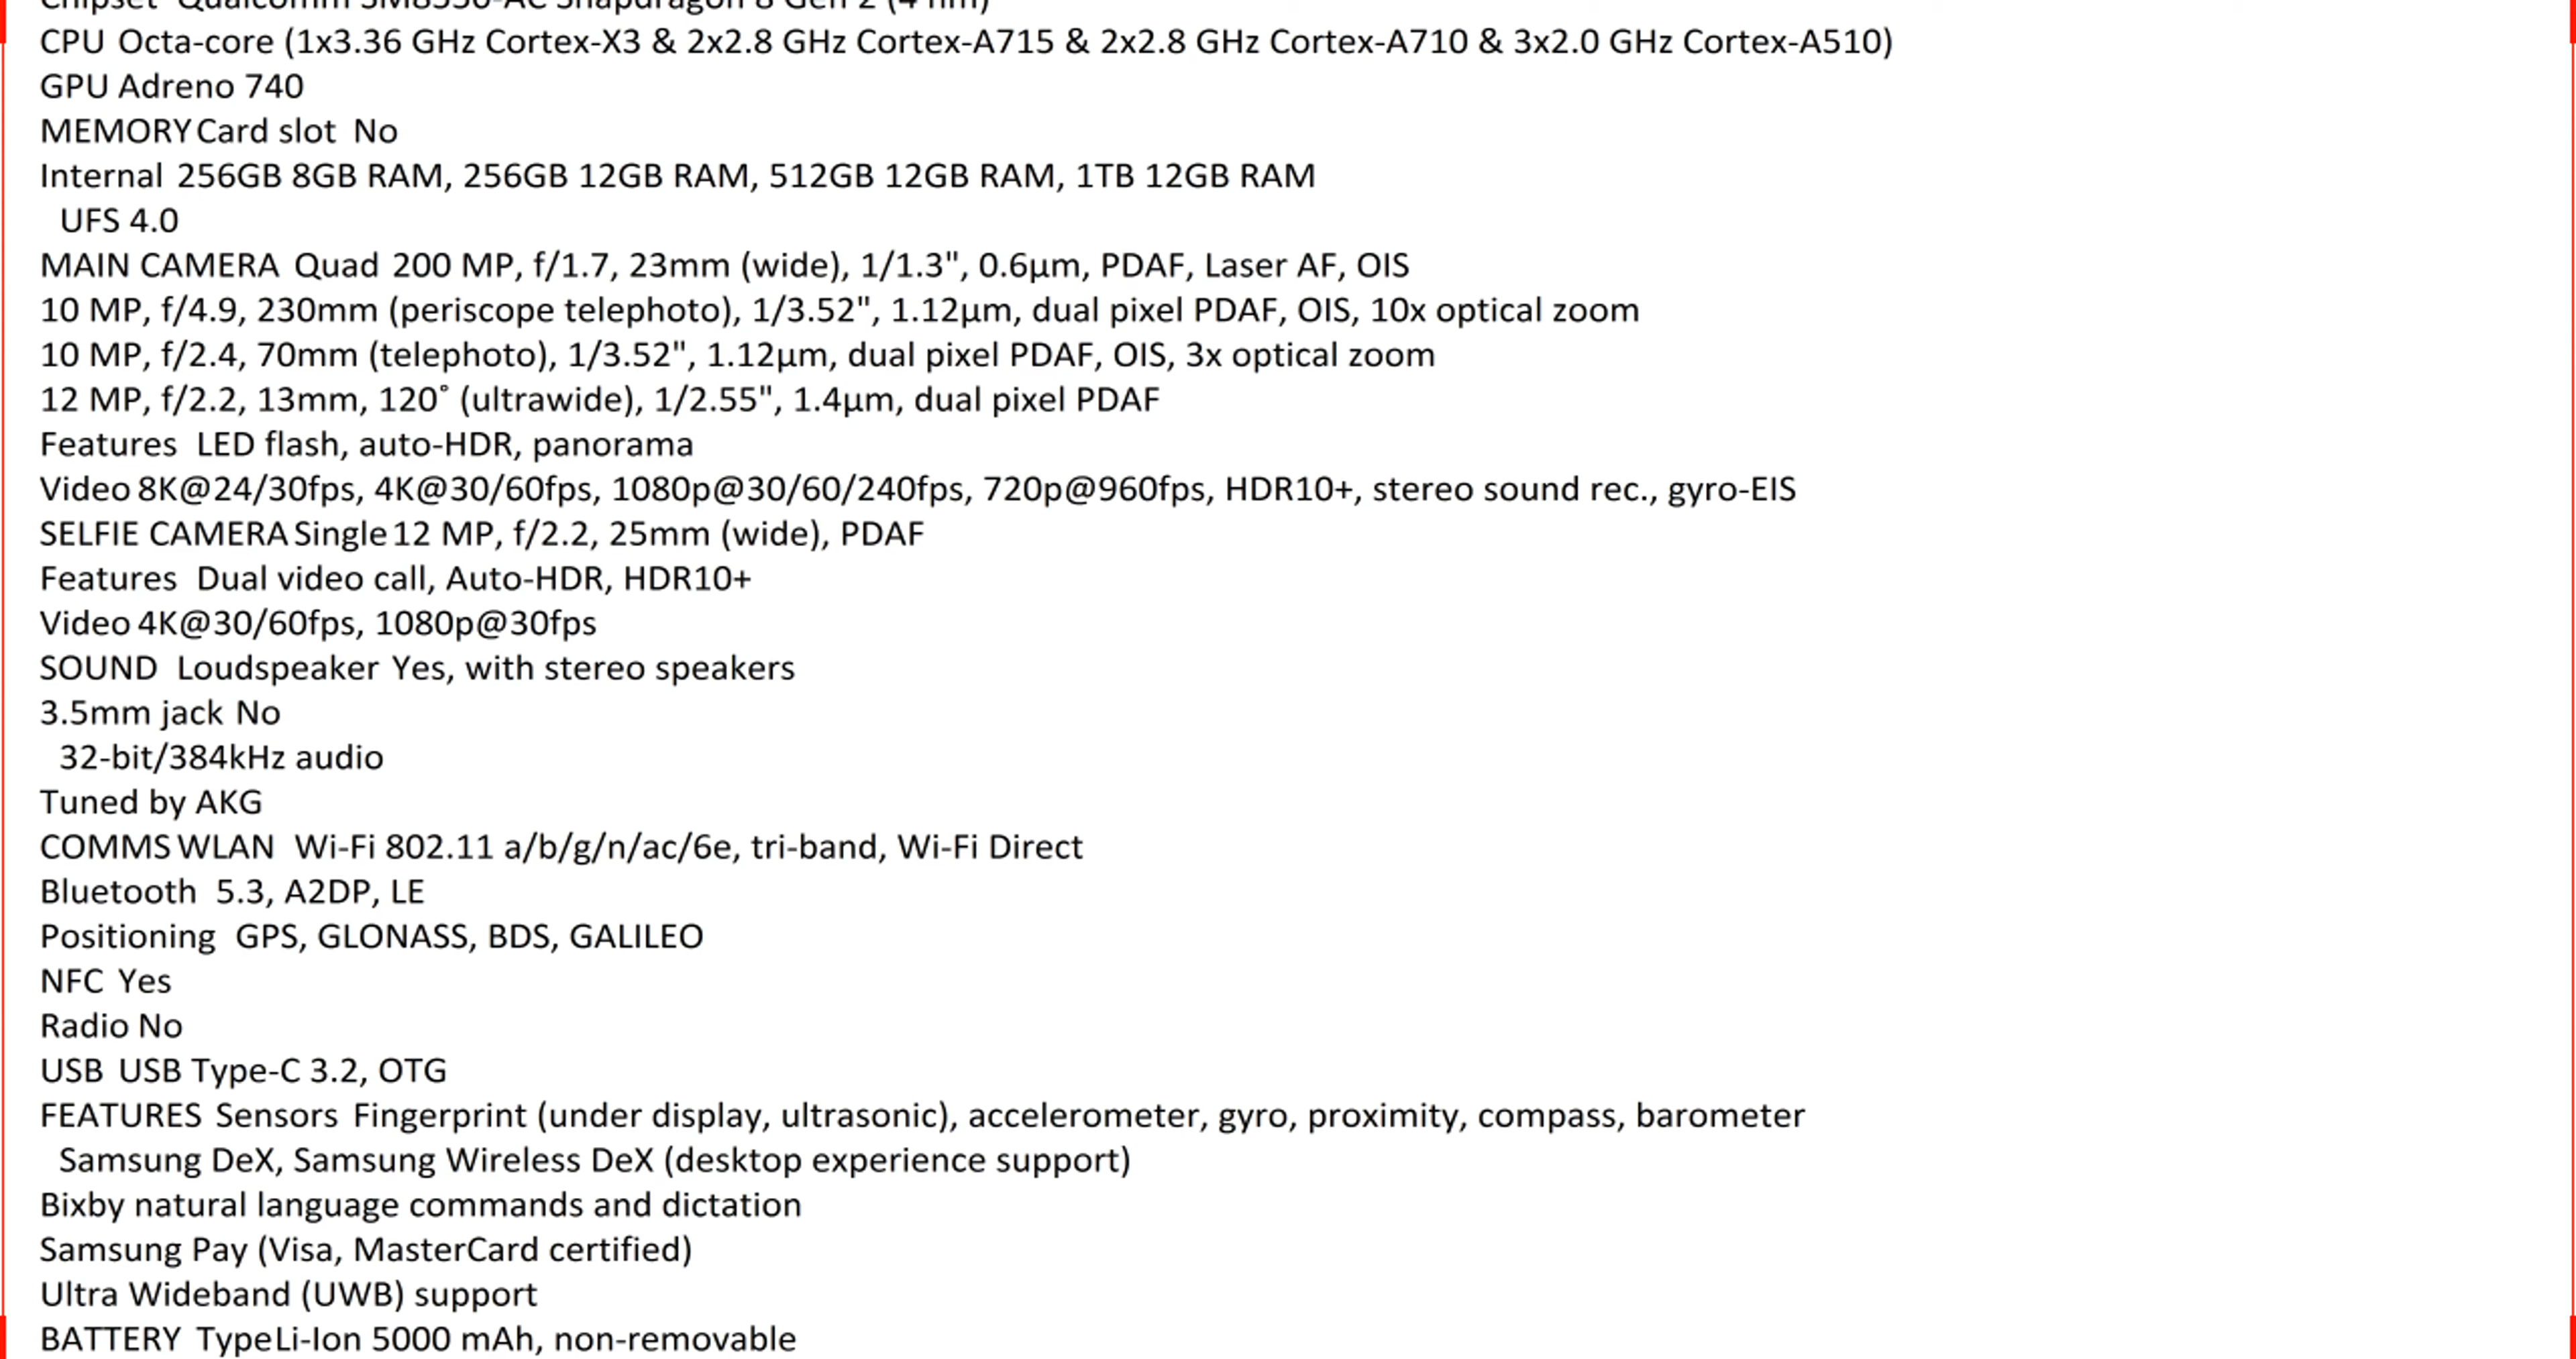 Chipset Qualcomm SM8550-AC Snapdragon 8 Gen 2 (4 nm)
CPU Octa-core (1x3.36 GHz Cortex-X3 & 2x2.8 GHz Cortex-A715 & 2x2.8 GHz Cortex-A710 & 3x2.0 GHz Cortex-A510)
GPU Adreno 740
MEMORY Card slot No
Internal 256GB 8GB RAM, 256GB 12GB RAM, 512GB 12GB RAM, 1TB 12GB RAM
UFS 4.0
MAIN CAMERA Quad 200 MP, f/1.7, 23mm (wide), 1/1.3", 0.6µm, PDAF, Laser AF, OIS
10 MP, f/4.9, 230mm (periscope telephoto), 1/3.52", 1.12µm, dual pixel PDAF, OIS, 10x optical zoom
10 MP, f/2.4, 70mm (telephoto), 1/3.52", 1.12µm, dual pixel PDAF, OIS, 3x optical zoom
12 MP, f/2.2, 13mm, 120˚ (ultrawide), 1/2.55", 1.4µm, dual pixel PDAF
Features LED flash, auto-HDR, panorama
Video 8K@24/30fps, 4K@30/60fps, 1080p@30/60/240fps, 720p@960fps, HDR10+, stereo sound rec., gyro-EIS
SELFIE CAMERA Single 12 MP, f/2.2, 25mm (wide), PDAF
Features Dual video call, Auto-HDR, HDR10+
Video 4K@30/60fps, 1080p@30fps
SOUND Loudspeaker Yes, with stereo speakers
3.5mm jack No
32-bit/384kHz audio
Tuned by AKG
COMMS WLAN Wi-Fi 802.11 a/b/g/n/ac/6e, tri-band, Wi-Fi Direct
Bluetooth 5.3, A2DP, LE
Positioning GPS, GLONASS, BDS, GALILEO
NFC Yes
Radio No
USB USB Type-C 3.2, OTG
FEATURES Sensors Fingerprint (under display, ultrasonic), accelerometer, gyro, proximity, compass, barometer
Samsung DeX, Samsung Wireless DeX (desktop experience support)
Bixby natural language commands and dictation
Samsung Pay (Visa, MasterCard certified)
Ultra Wideband (UWB) support
BATTERY Type Li-Ion 5000 mAh, non-removable